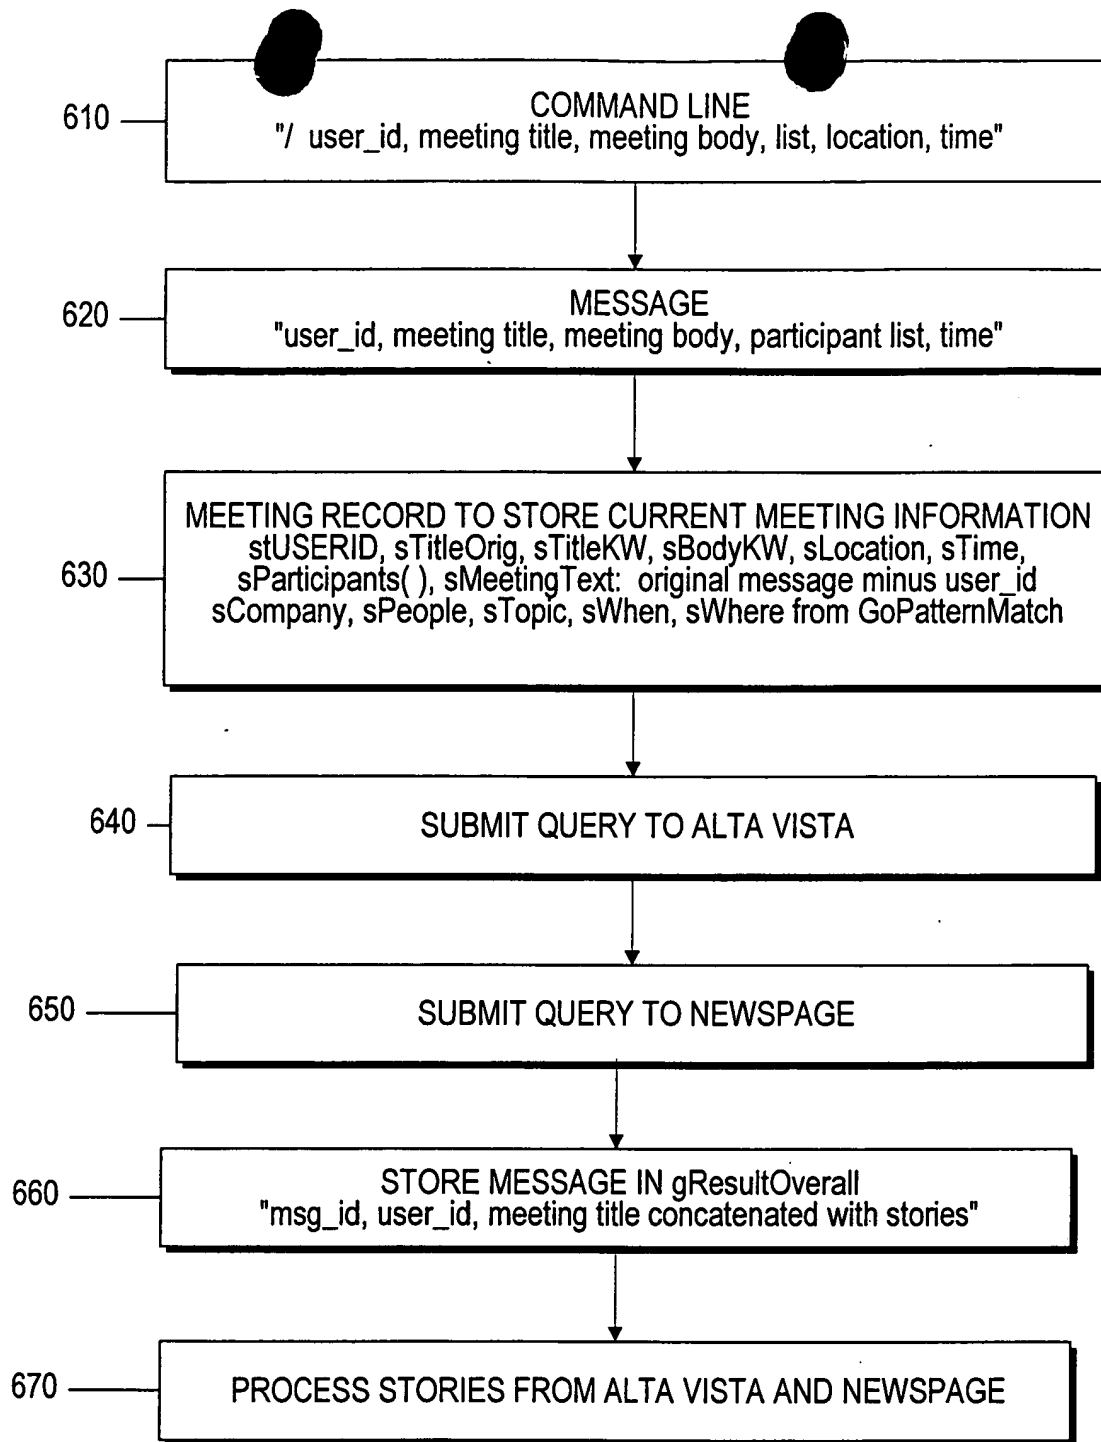 610
COMMAND LINE
"/ user_id, meeting title, meeting body, list, location, time"
620
MESSAGE
"user_id, meeting title, meeting body, participant list, time"
630
MEETING RECORD TO STORE CURRENT MEETING INFORMATION
stUSERID, sTitleOrig, sTitleKW, sBodyKW, sLocation, sTime,
sParticipants( ), sMeetingText: original message minus user_id
sCompany, sPeople, sTopic, sWhen, sWhere from GoPatternMatch
640
SUBMIT QUERY TO ALTA VISTA
650
SUBMIT QUERY TO NEWSPAGE
660
STORE MESSAGE IN gResultOverall
"msg_id, user_id, meeting title concatenated with stories"
670
PROCESS STORIES FROM ALTA VISTA AND NEWSPAGE